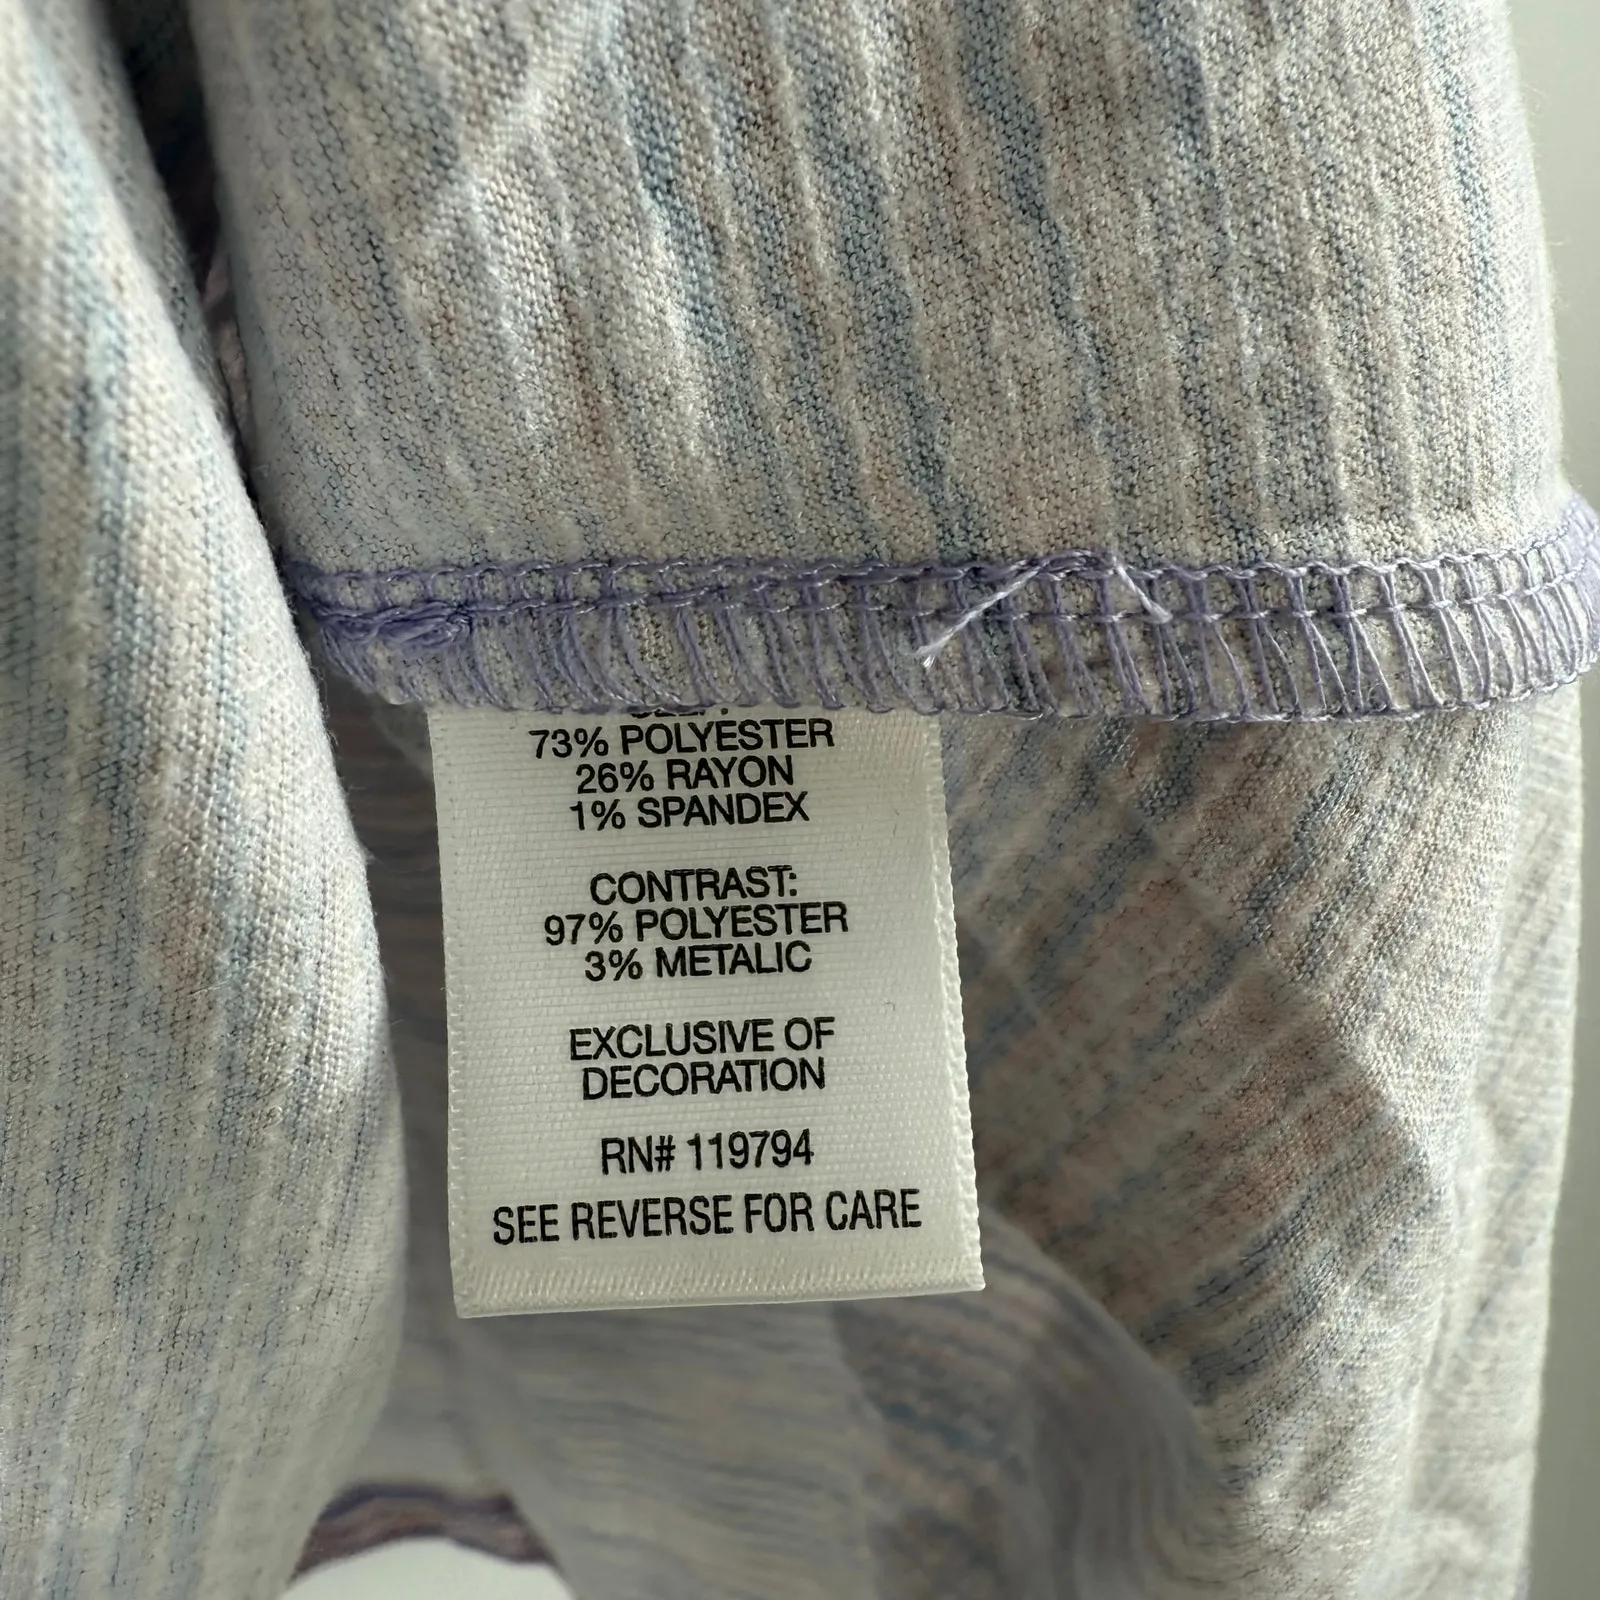 73% POLYESTER
26% RAYON
1% SPANDEX
CONTRAST:
97% POLYESTER
3% METALIC
EXCLUSIVE OF
DECORATION
RN# 119794
SEE REVERSE FOR CARE